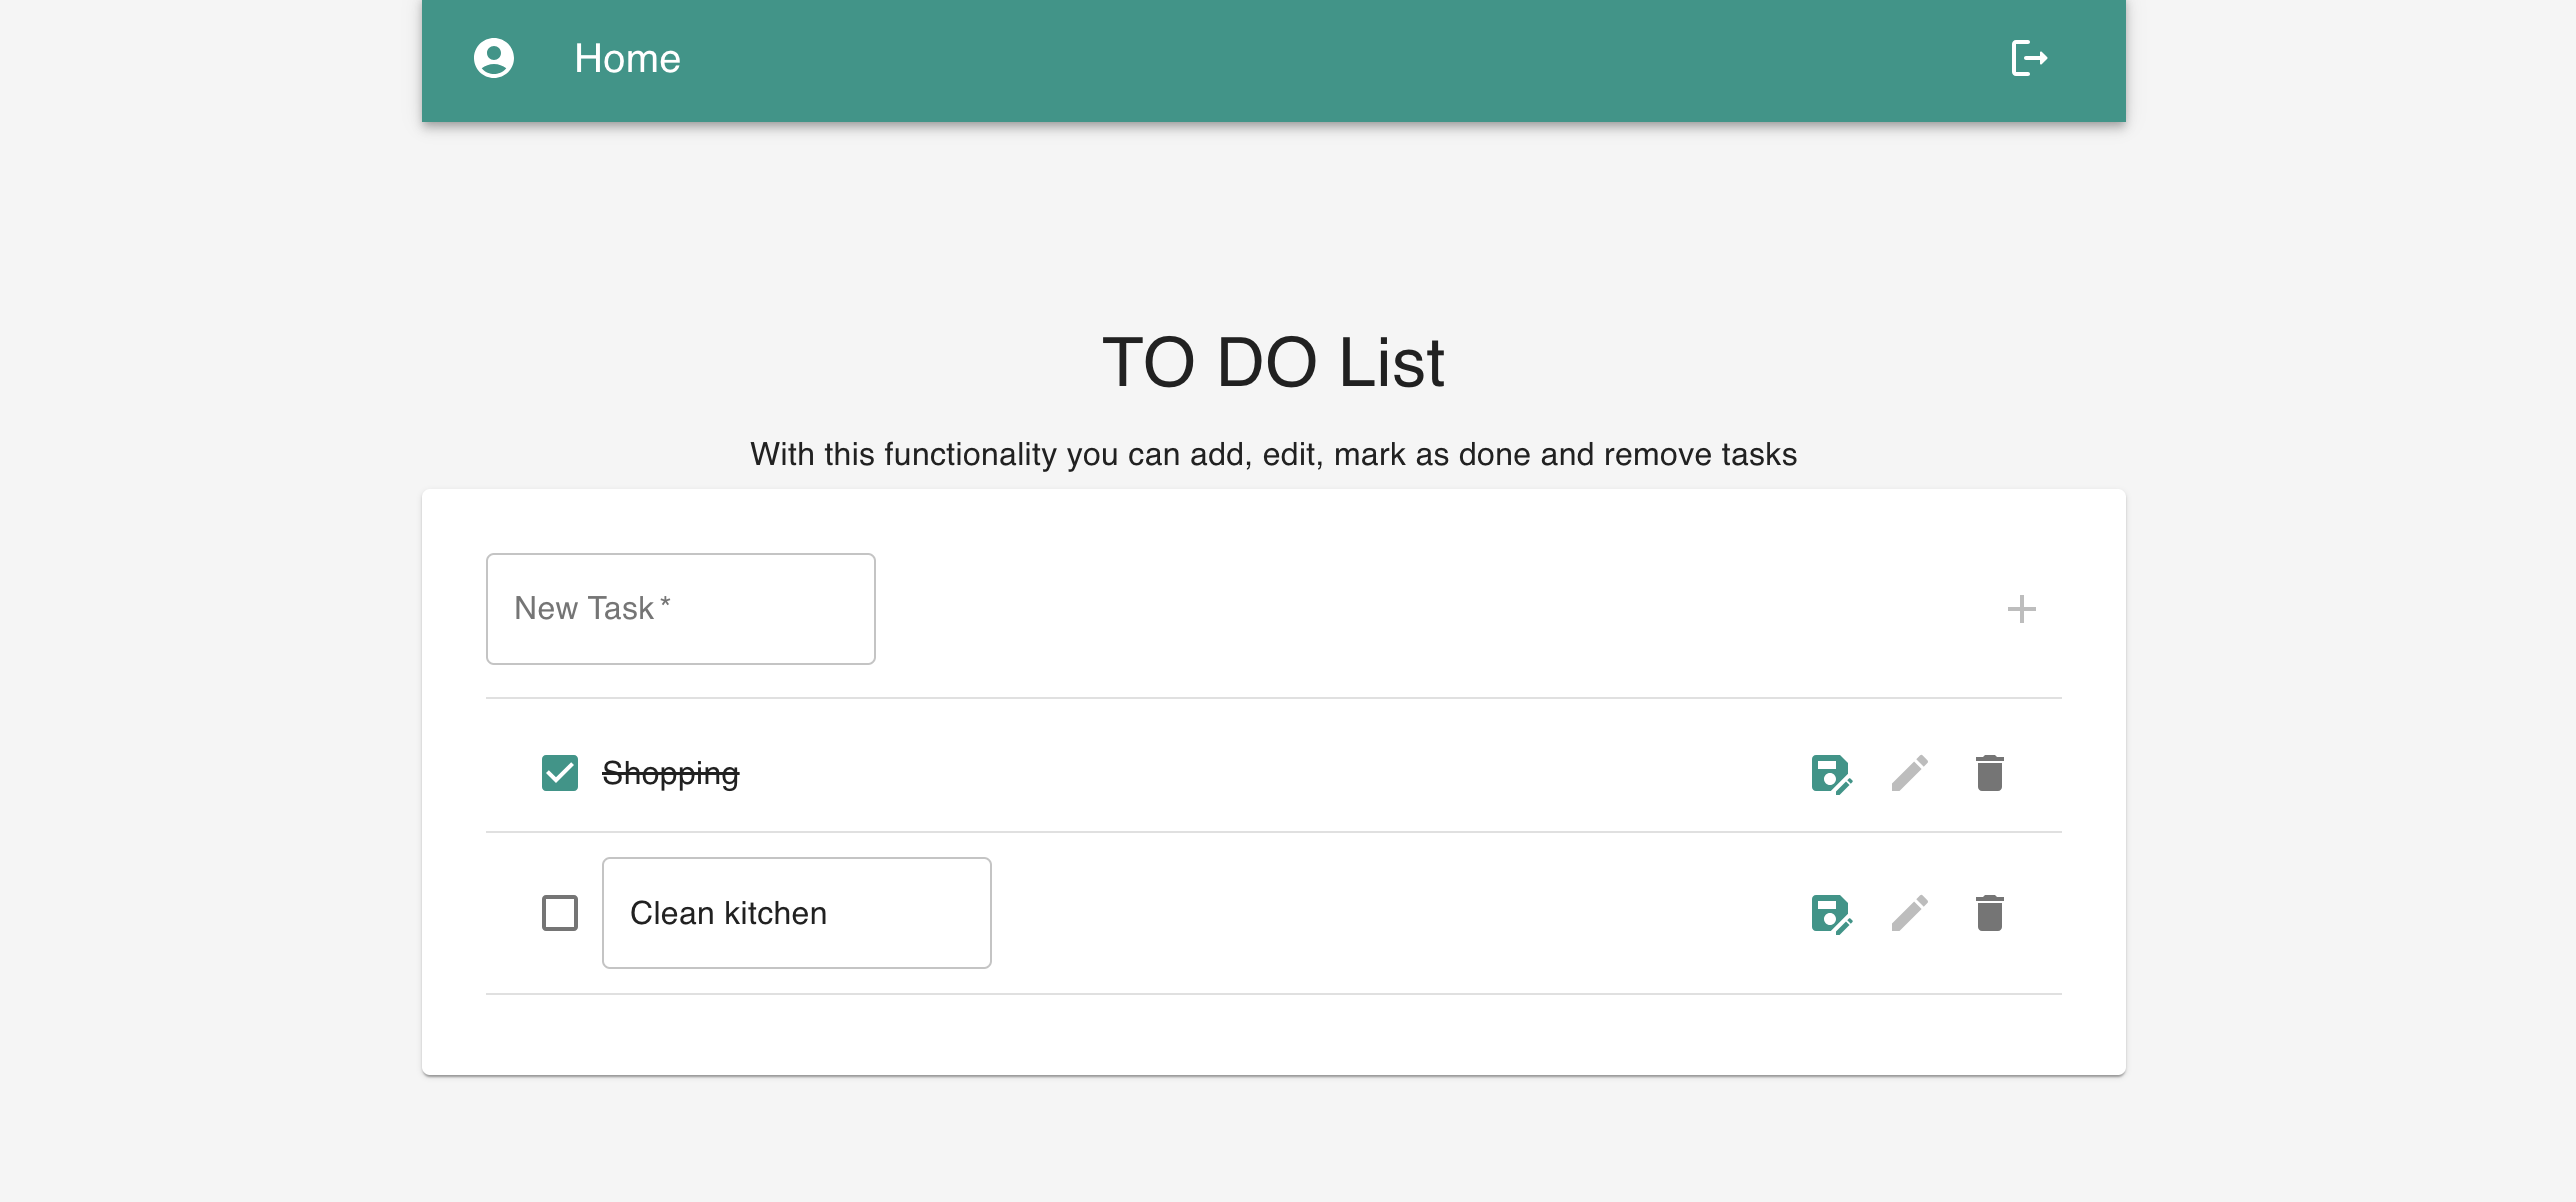 Home
TO DO List
With this functionality you can add, edit, mark as done and remove tasks
New Task *
Shopping
Clean kitchen